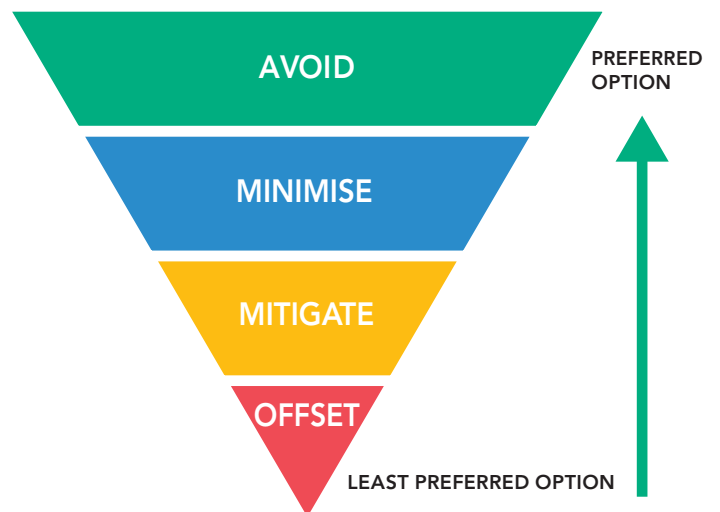 AVOID
PREFERRED
OPTION
MINIMISE
MITIGATE
OFFSET
LEAST PREFERRED OPTION